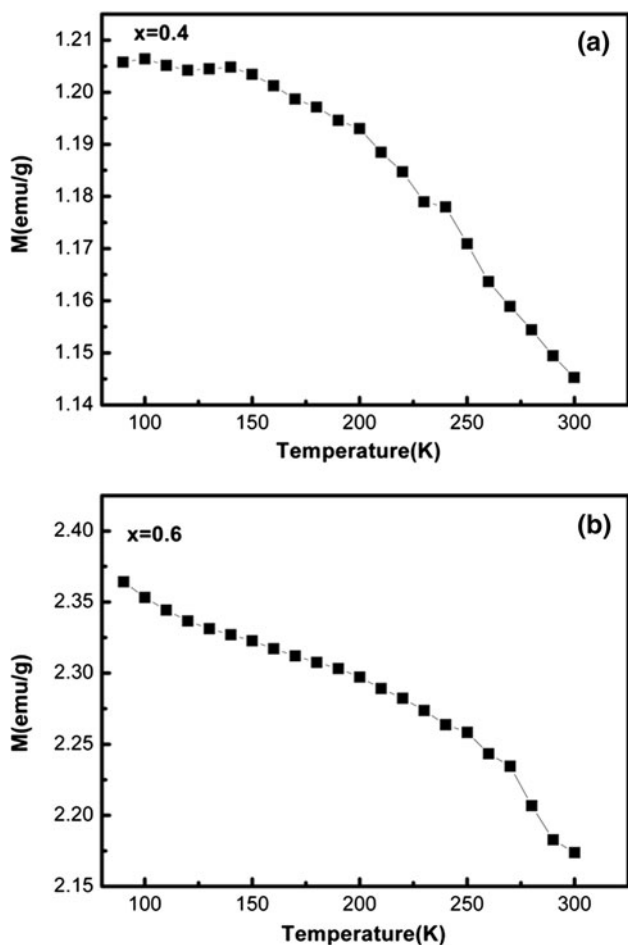 x=0.4
(a)
1.21
1.20
1.19
1.18
1.17
1.16
1.15
1.14
M(emu/g)
100 150 200 250 300
Temperature(K)
x=0.6
(b)
2.40
2.35
2.30
2.25
2.20
2.15
M(emu/g)
100 150 200 250 300
Temperature(K)